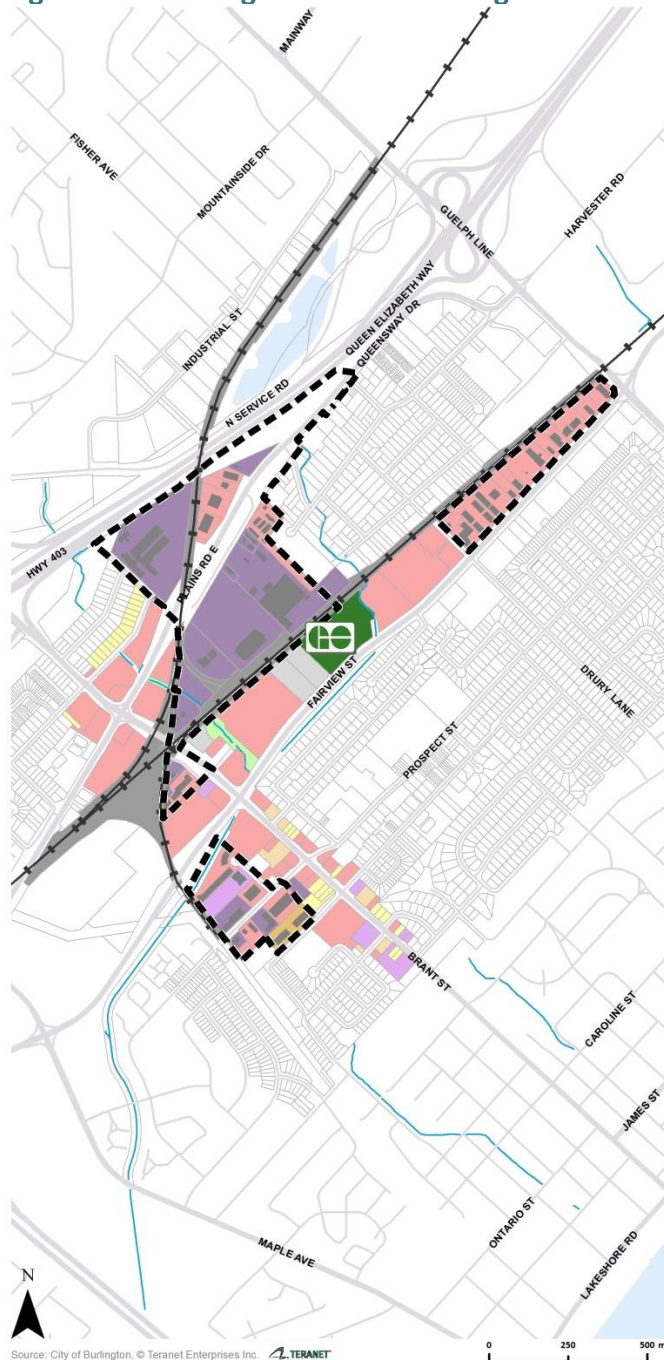 MAINWAY
FISHER AVE
MOUNTAINSIDE DR
HARVESTER RD
GUELPH LINE
QUEEN ELIZABETH WAY
QUEENSWAY DR
INDUSTRIAL ST
N SERVICE RD
HWY 403
PLAINS RD E
GO
FAIRVIEW ST
DRURY LANE
PROSPECT ST
BRANT ST
CAROLINE ST
JAMES ST
ONTARIO ST
MAPLE AVE
LAKESHORE RD
N
Source: City of Burlington, © Teranet Enterprises Inc. TERANET
0 250 500 m